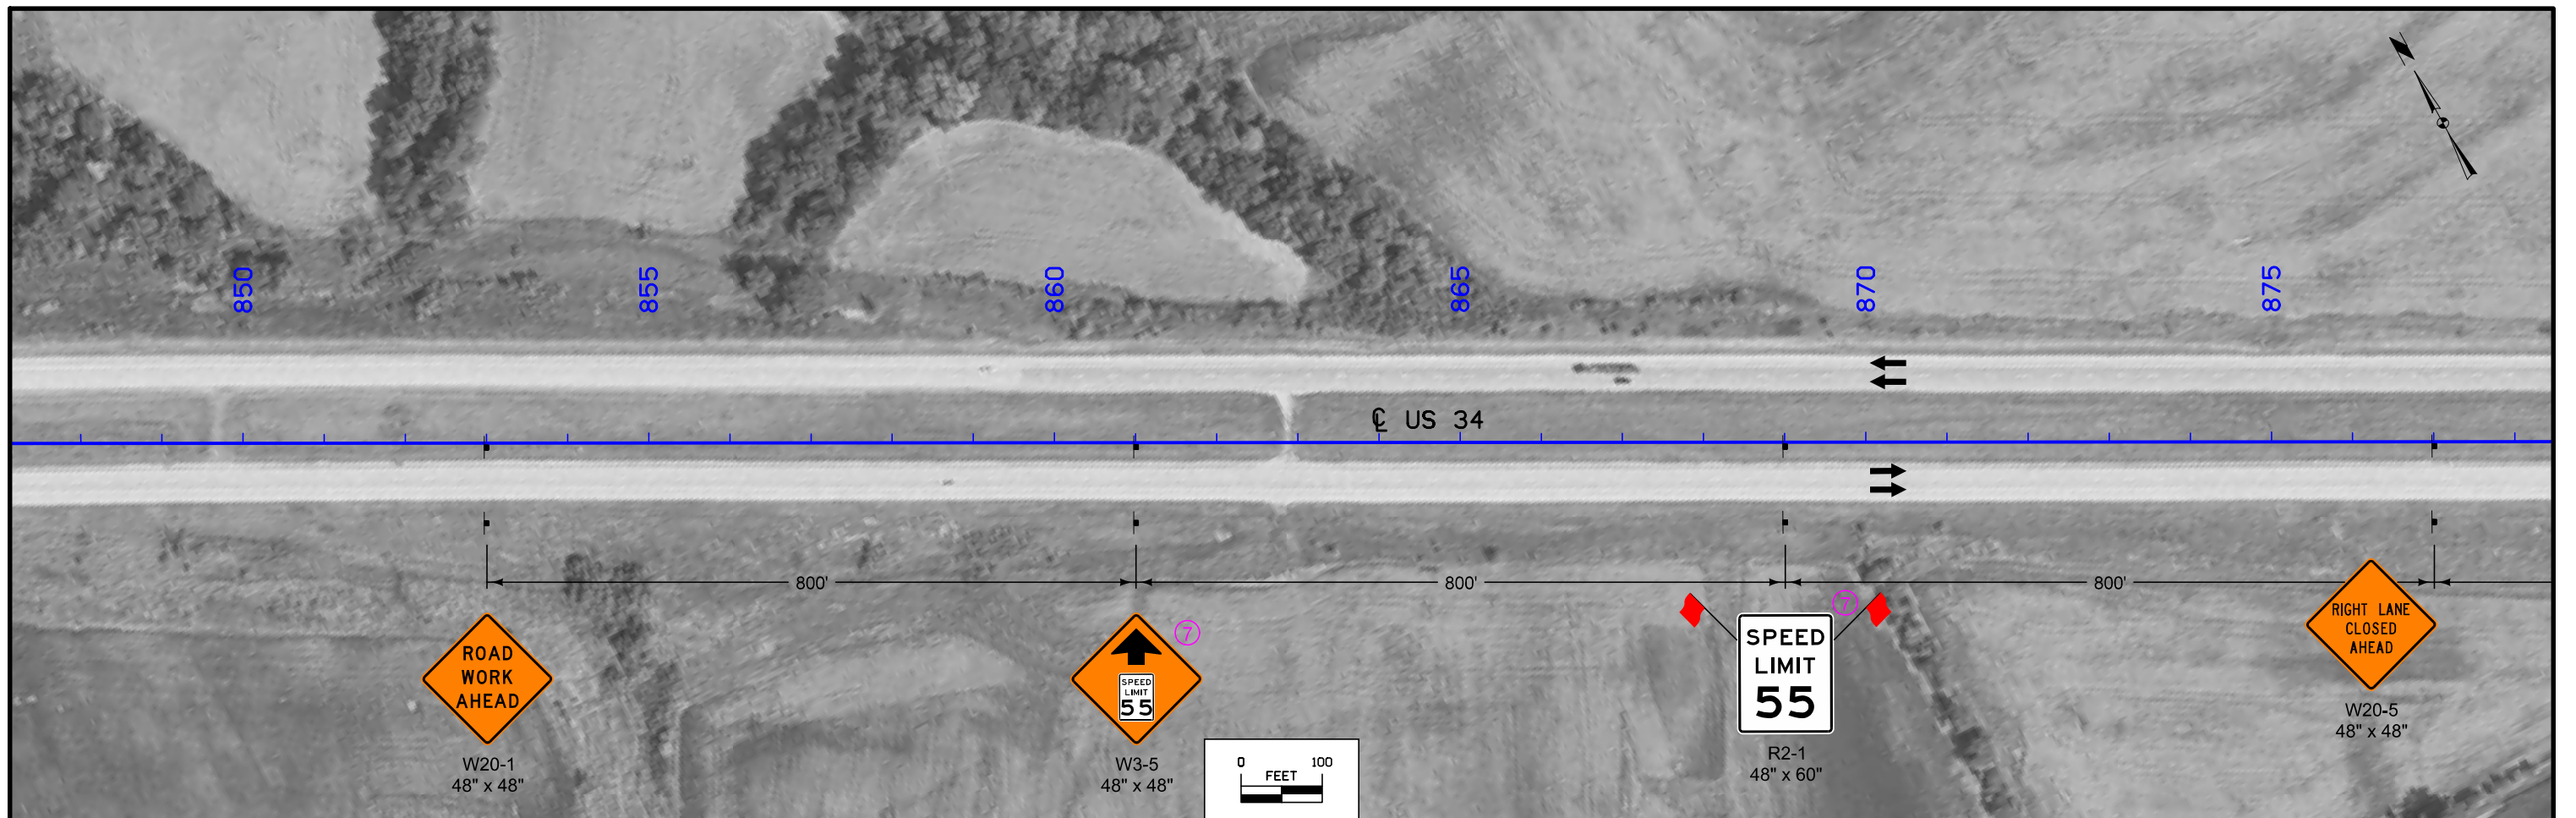 850
855
860
865
870
875
℄ US 34
800'
800'
800'
ROAD
WORK
AHEAD
W20-1
48" x 48"
7
SPEED
LIMIT
55
W3-5
48" x 48"
0 100
FEET
7
SPEED
LIMIT
55
R2-1
48" x 60"
RIGHT LANE
CLOSED
AHEAD
W20-5
48" x 48"
N